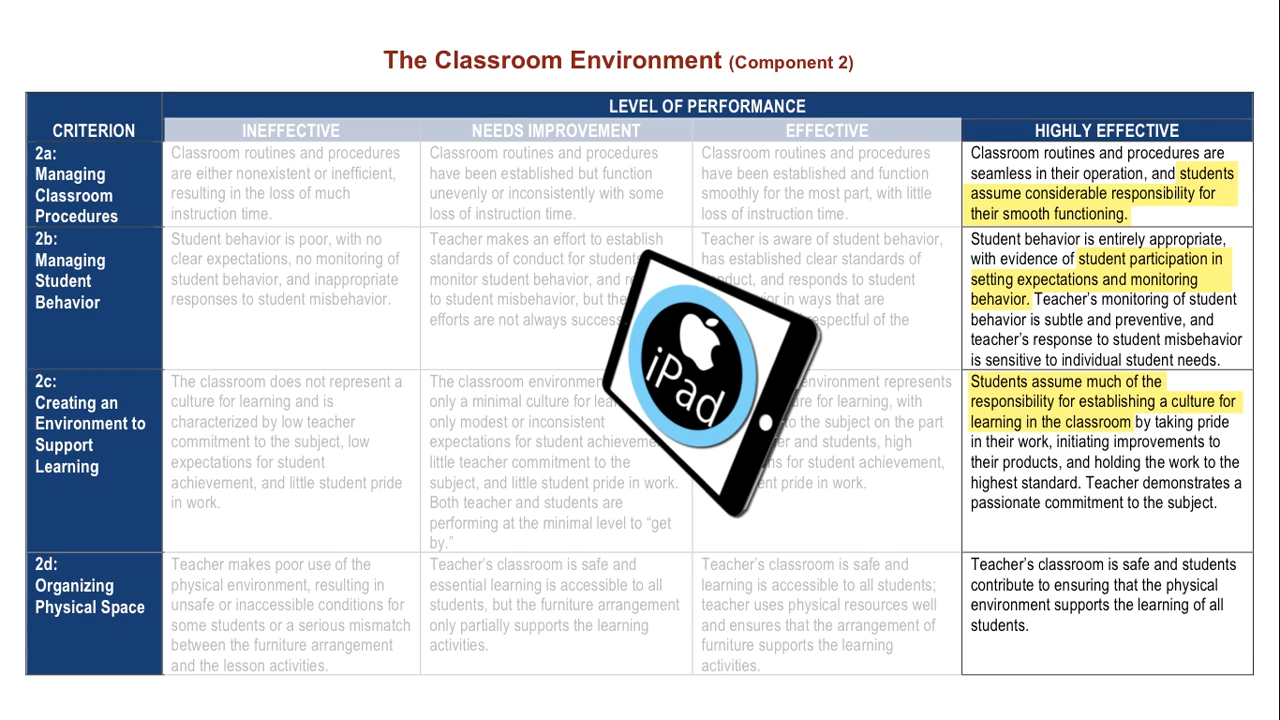 The Classroom Environment (Component 2)
LEVEL OF PERFORMANCE
CRITERION
INEFFECTIVE
NEEDS IMPROVEMENT
EFFECTIVE
HIGHLY EFFECTIVE
2a:
Managing
Classroom
Procedures
Classroom routines and procedures
are either nonexistent or inefficient,
resulting in the loss of much
instruction time.
Classroom routines and procedures
have been established but function
unevenly or inconsistently with some
loss of instruction time.
Classroom routines and procedures
have been established and function
smoothly for the most part, with little
loss of instruction time.
Classroom routines and procedures are
seamless in their operation, and students
assume considerable responsibility for
their smooth functioning.
2b:
Managing
Student
Behavior
Student behavior is poor, with no
clear expectations, no monitoring of
student behavior, and inappropriate
responses to student misbehavior.
Teacher makes an effort to establish
standards of conduct for students
monitor student behavior, and
to student misbehavior, but
efforts are not always
Teacher is aware of student behavior,
has established clear standards of
and responds to student
in ways that are
of the
Student behavior is entirely appropriate,
with evidence of student participation in
setting expectations and monitoring
behavior. Teacher's monitoring of student
behavior is subtle and preventive, and
teacher's response to student misbehavior
is sensitive to individual student needs.
2c:
Creating an
Environment to
Support
Learning
The classroom does not represent a
culture for learning and is
characterized by low teacher
commitment to the subject, low
expectations for student
achievement, and little student pride
in work.
The classroom
only a minimal culture for
only modest or inconsistent
expectations for student
little teacher commitment to the
subject, and little student pride in work.
Both teacher and students are
performing at the minimal level to “get
by.”
environment represents
for learning, with
to the subject on the part
and students, high
for student achievement,
pride in work.
Students assume much of the
responsibility for establishing a culture for
learning in the classroom by taking pride
in their work, initiating improvements to
their products, and holding the work to the
highest standard. Teacher demonstrates a
passionate commitment to the subject.
iPad
2d:
Organizing
Physical Space
Teacher makes poor use of the
physical environment, resulting in
unsafe or inaccessible conditions for
some students or a serious mismatch
between the furniture arrangement
and the lesson activities.
Teacher's classroom is safe and
essential learning is accessible to all
students, but the furniture arrangement
only partially supports the learning
activities.
Teacher's classroom is safe and
learning is accessible to all students;
teacher uses physical resources well
and ensures that the arrangement of
furniture supports the learning
activities.
Teacher's classroom is safe and students
contribute to ensuring that the physical
environment supports the learning of all
students.